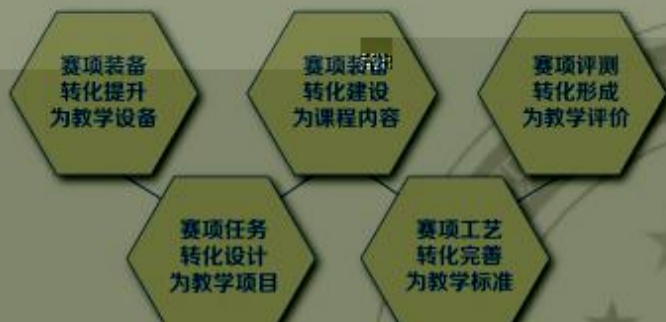 赛项装备
转化提升
为教学设备
赛项装备
转化建设
为课程内容
赛项评测
转化形成
为教学评价
赛项任务
转化设计
为教学项目
赛项工艺
转化完善
为教学标准